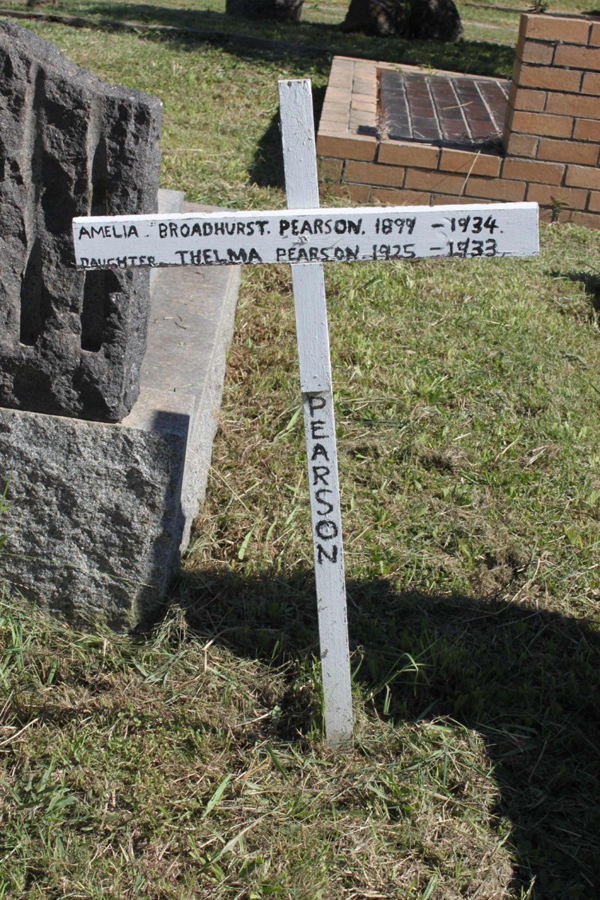 AMELIA. BROADHURST. PEARSON. 1899 - 1934.
DAUGHTER. THELMA PEARSON. 1925 - 1933
PEARSON